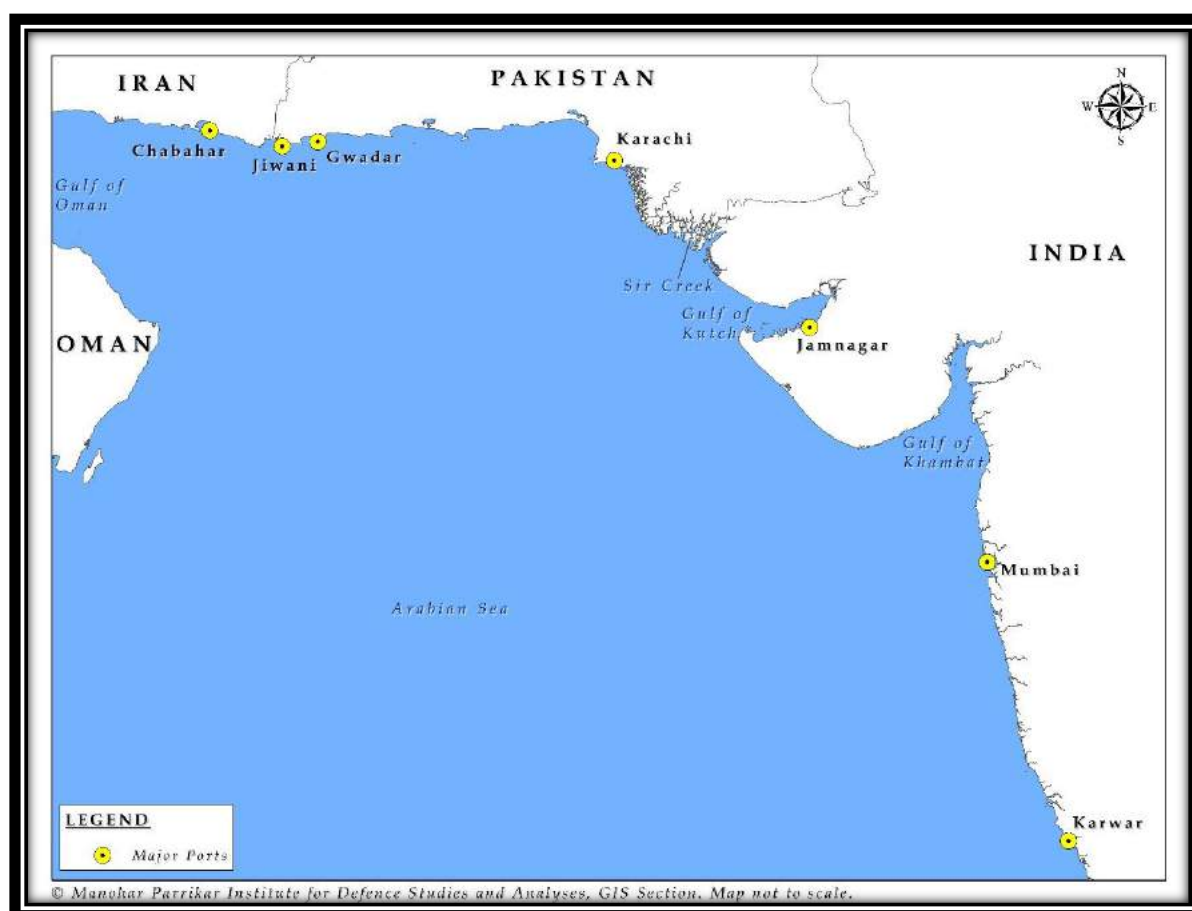 IRAN
PAKISTAN
N
W E
S
Chabahar
Jiwani
Gwadar
Karachi
Gulf of
Oman
INDIA
Sir Creek
Gulf of
Kutch
OMAN
Jamnagar
Gulf of
Khambat
Mumbai
Arabian Sea
LEGEND
Major Ports
Karwar
© Manohar Parrikar Institute for Defence Studies and Analyses, GIS Section. Map not to scale.